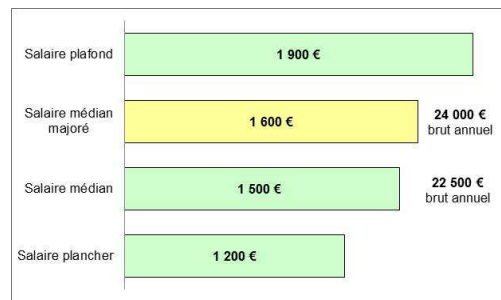 Salaire plafond
1 900 €
Salaire médian
majoré
1 600 €
24 000 €
brut annuel
Salaire médian
1 500 €
22 500 €
brut annuel
Salaire plancher
1 200 €